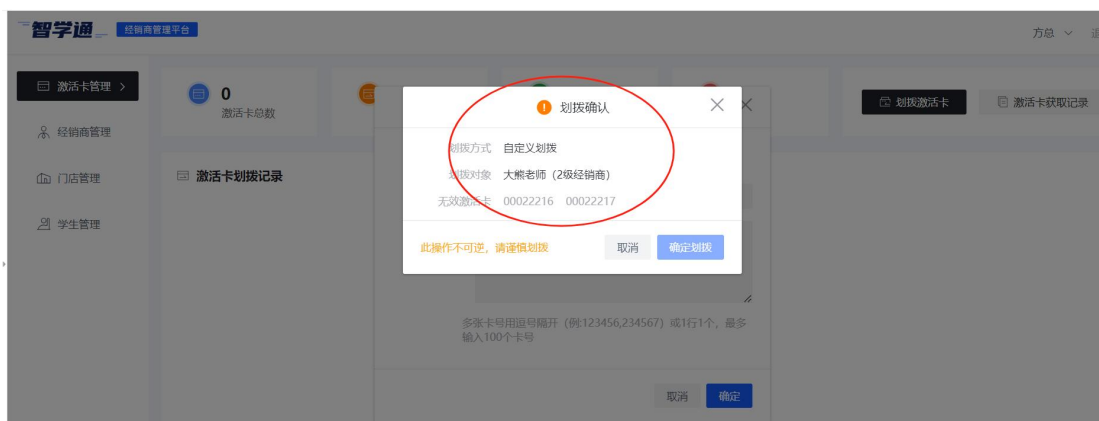 智学通 经销商管理平台 方总
激活卡管理
经销商管理
门店管理
学生管理
0
激活卡总数
划拨激活卡 激活卡获取记录
激活卡划拨记录
划拨确认
划拨方式 自定义划拨
划拨对象 大熊老师（2级经销商）
无效激活卡 00022216 00022217
此操作不可逆，请谨慎划拨 取消 确定划拨
多张卡号用逗号隔开（例:123456,234567）或1行1个，最多
输入100个卡号
取消 确定